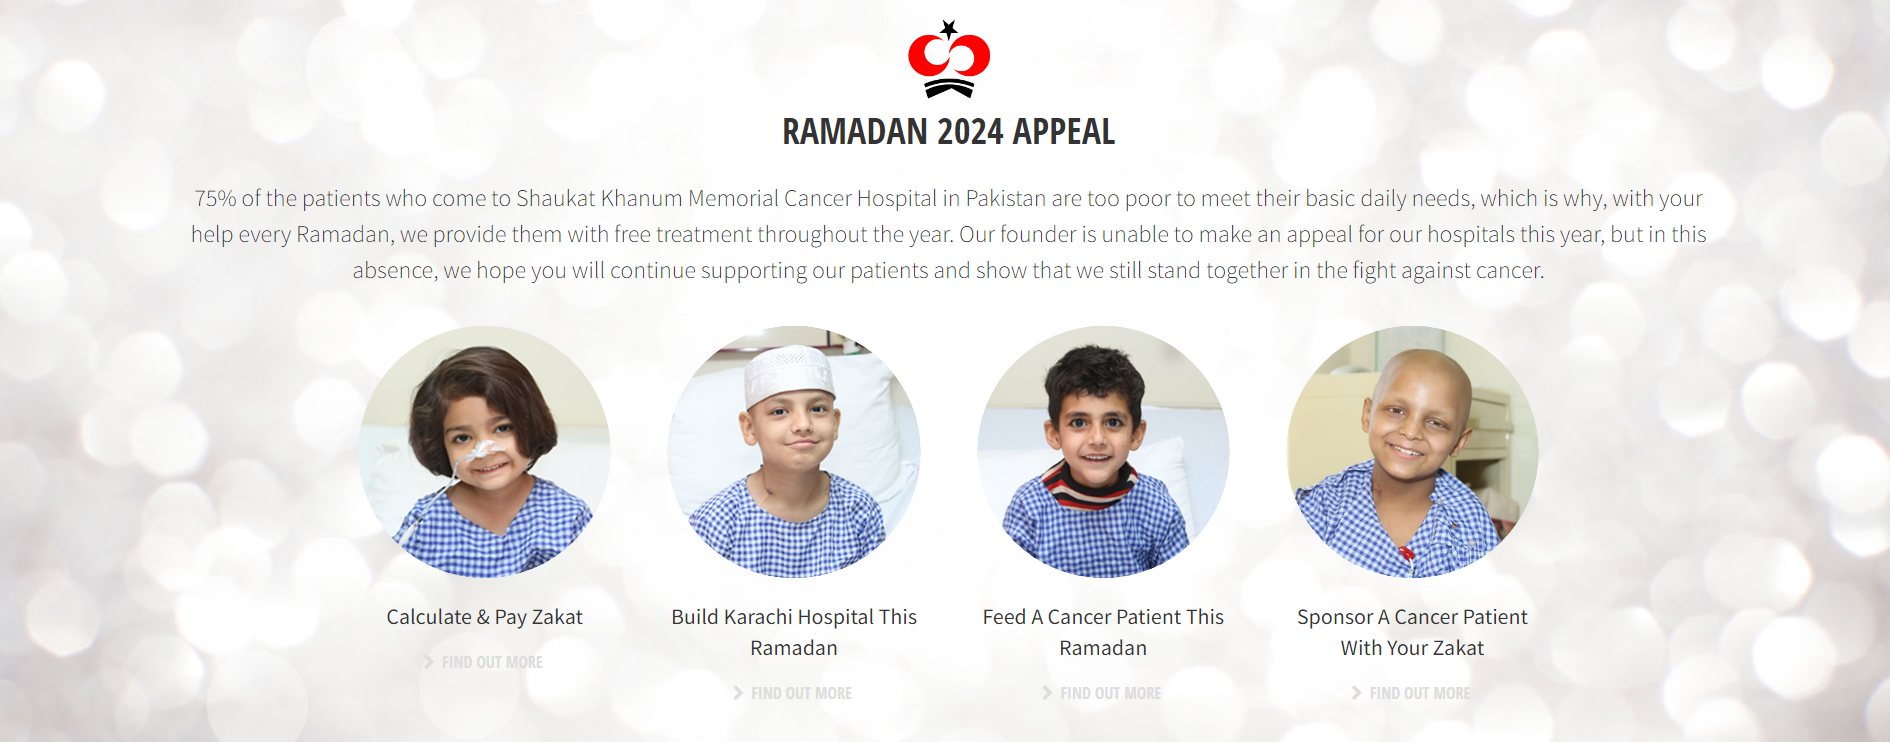 RAMADAN 2024 APPEAL
75% of the patients who come to Shaukat Khanum Memorial Cancer Hospital in Pakistan are too poor to meet their basic daily needs, which is why, with your
help every Ramadan, we provide them with free treatment throughout the year. Our founder is unable to make an appeal for our hospitals this year, but in this
absence, we hope you will continue supporting our patients and show that we still stand together in the fight against cancer.
Calculate & Pay Zakat
FIND OUT MORE
Build Karachi Hospital This
Ramadan
FIND OUT MORE
Feed A Cancer Patient This
Ramadan
FIND OUT MORE
Sponsor A Cancer Patient
With Your Zakat
FIND OUT MORE